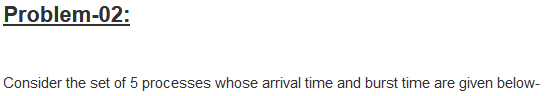 Problem-02:
Consider the set of 5 processes whose arrival time and burst time are given below-